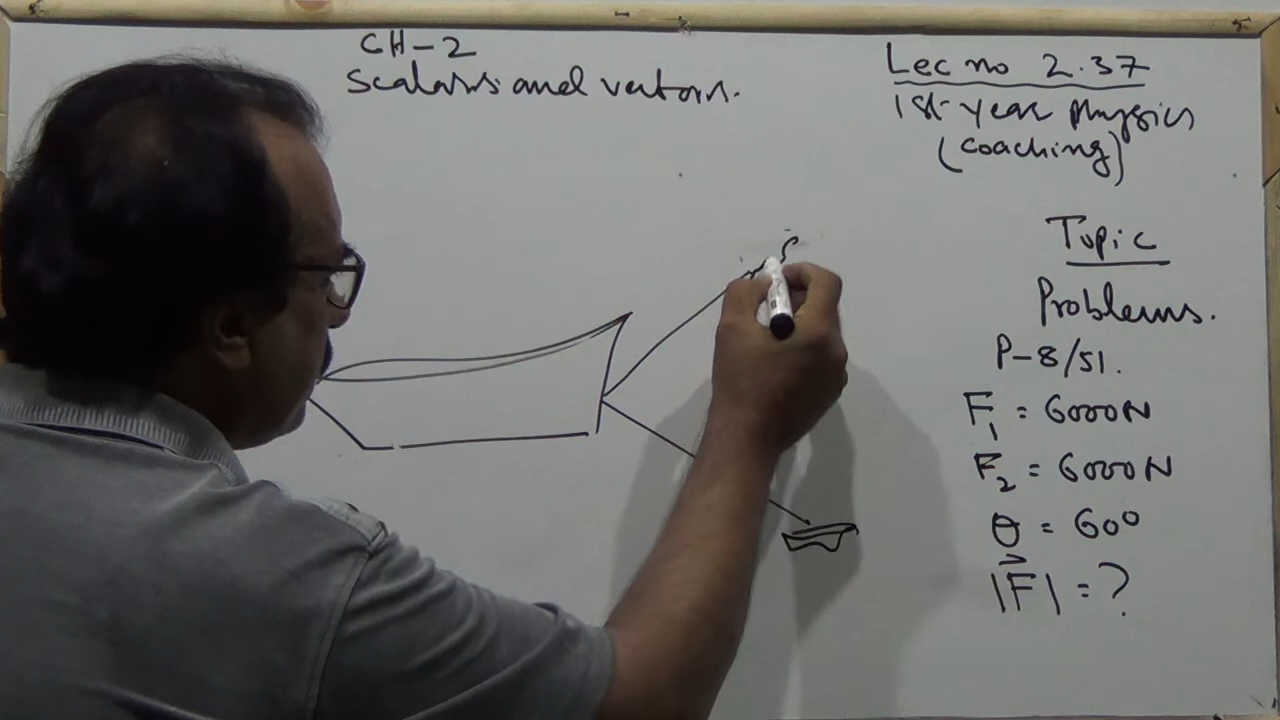 CH-2
Scalars and vectors.
Lec no 2.37
1st year Physics
(coaching)
Topic
Problems.
P-8/51.
F₁ = 6000N
F₂ = 6000N
θ = 60°
|F⃗| = ?